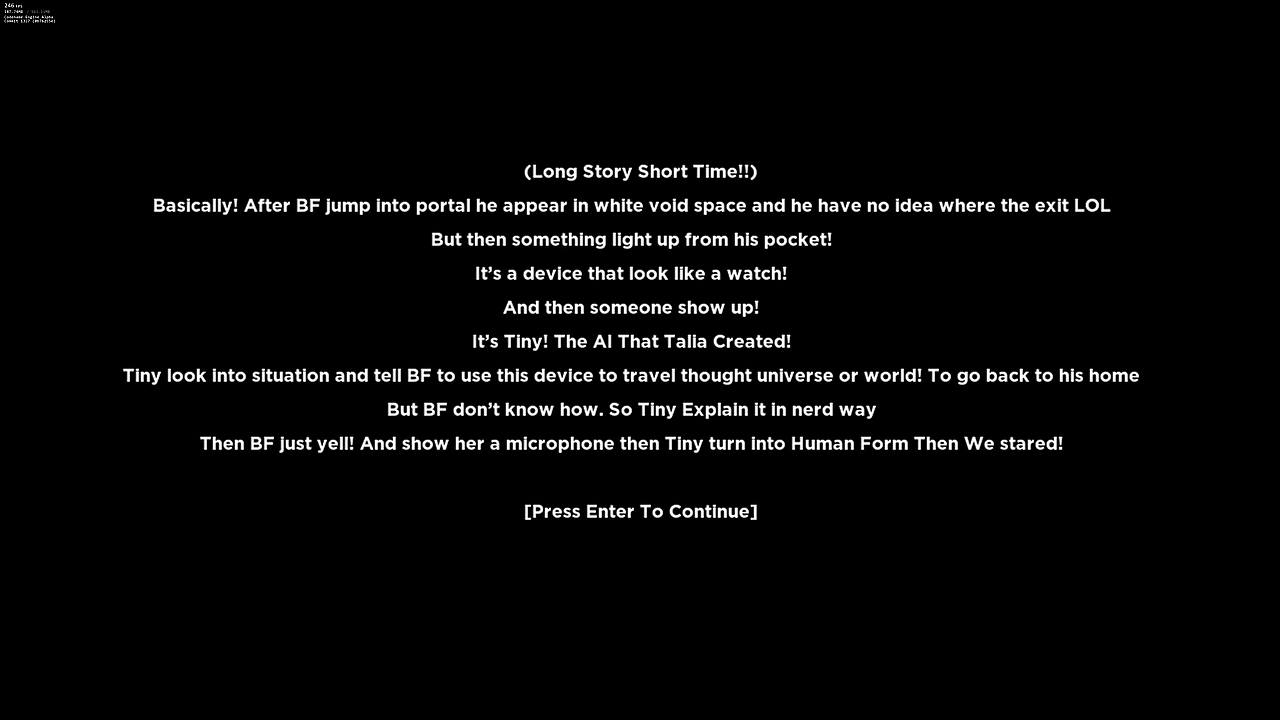 246 FPS
Codename Engine Alpha
(Long Story Short Time!!)
Basically! After BF jump into portal he appear in white void space and he have no idea where the exit LOL
But then something light up from his pocket!
It’s a device that look like a watch!
And then someone show up!
It’s Tiny! The AI That Talia Created!
Tiny look into situation and tell BF to use this device to travel thought universe or world! To go back to his home
But BF don’t know how. So Tiny Explain it in nerd way
Then BF just yell! And show her a microphone then Tiny turn into Human Form Then We stared!
[Press Enter To Continue]